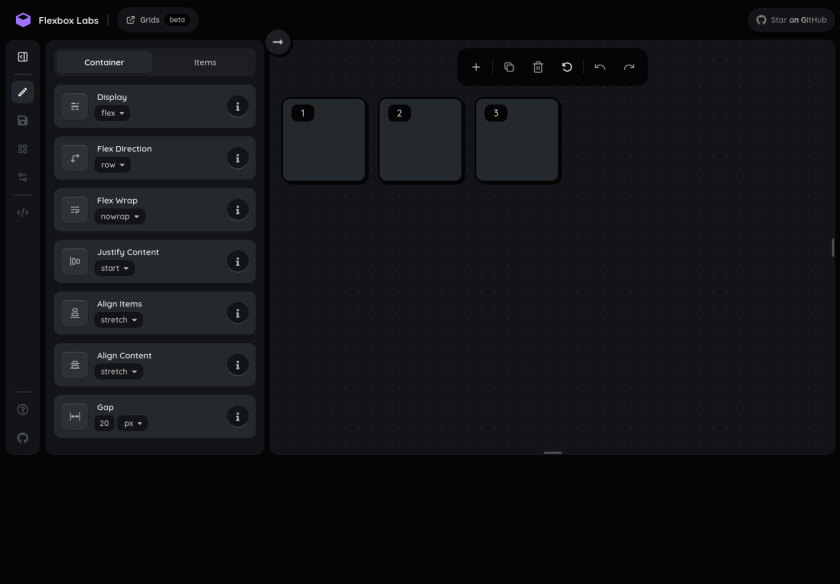 Flexbox Labs
Grids beta
Star on GitHub
Container Items
Display
flex
Flex Direction
row
Flex Wrap
nowrap
Justify Content
start
Align Items
stretch
Align Content
stretch
Gap
20 px
1 2 3